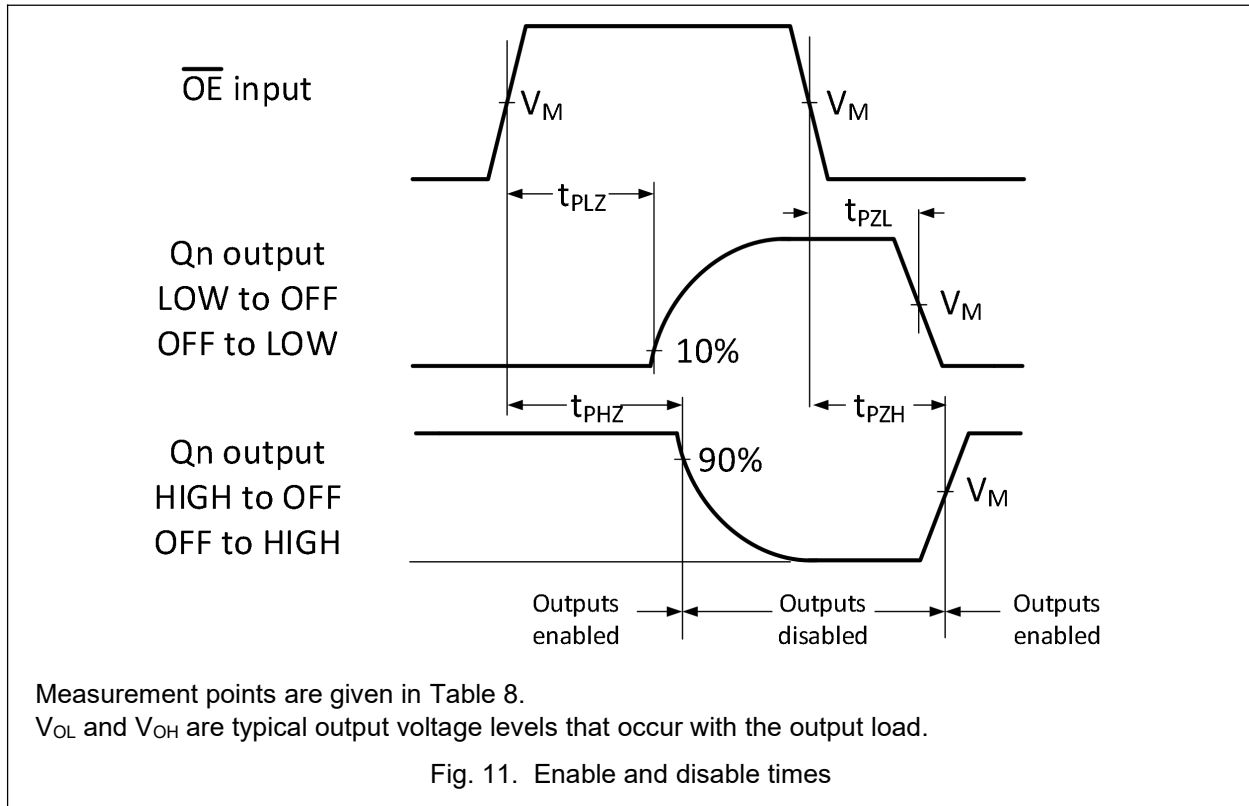 O̅E̅ input
V_M
V_M
t_PLZ
t_PZL
Qn output
LOW to OFF
OFF to LOW
V_M
10%
t_PHZ
t_PZH
Qn output
HIGH to OFF
OFF to HIGH
90%
V_M
Outputs
enabled
Outputs
disabled
Outputs
enabled
Measurement points are given in Table 8.
V_OL and V_OH are typical output voltage levels that occur with the output load.
Fig. 11. Enable and disable times